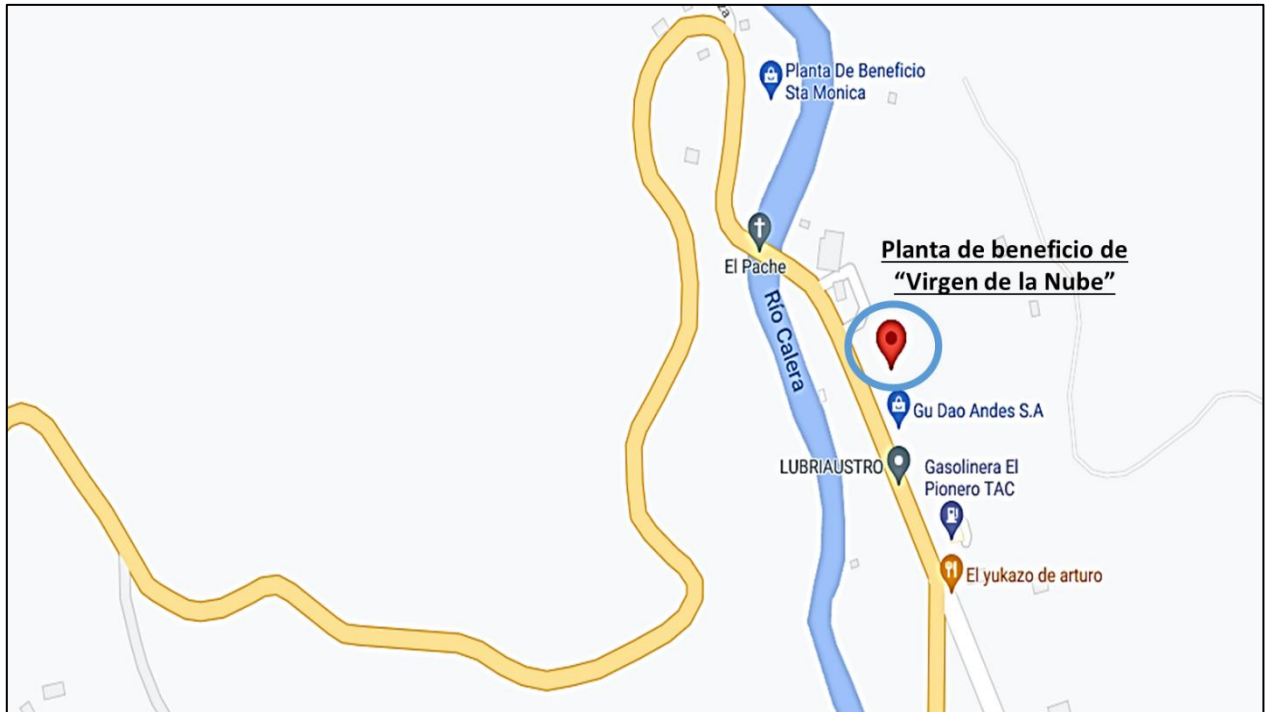 za
Planta De Beneficio
Sta Monica
El Pache
Planta de beneficio de
“Virgen de la Nube”
Río Calera
Gu Dao Andes S.A
LUBRIAUSTRO
Gasolinera El
Pionero TAC
El yukazo de arturo